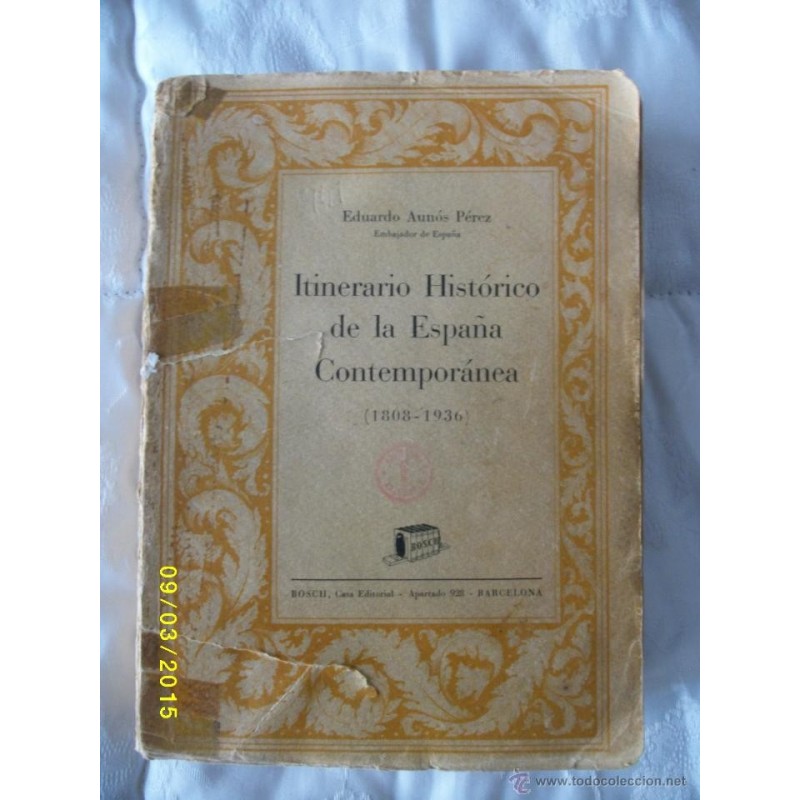 Eduardo Aunós Pérez
Embajador de España
Itinerario Histórico
de la España
Contemporánea
(1808-1936)
BOSCH
BOSCH, Casa Editorial - Apartado 928 - BARCELONA
09/03/2015
© www.todocoleccion.net